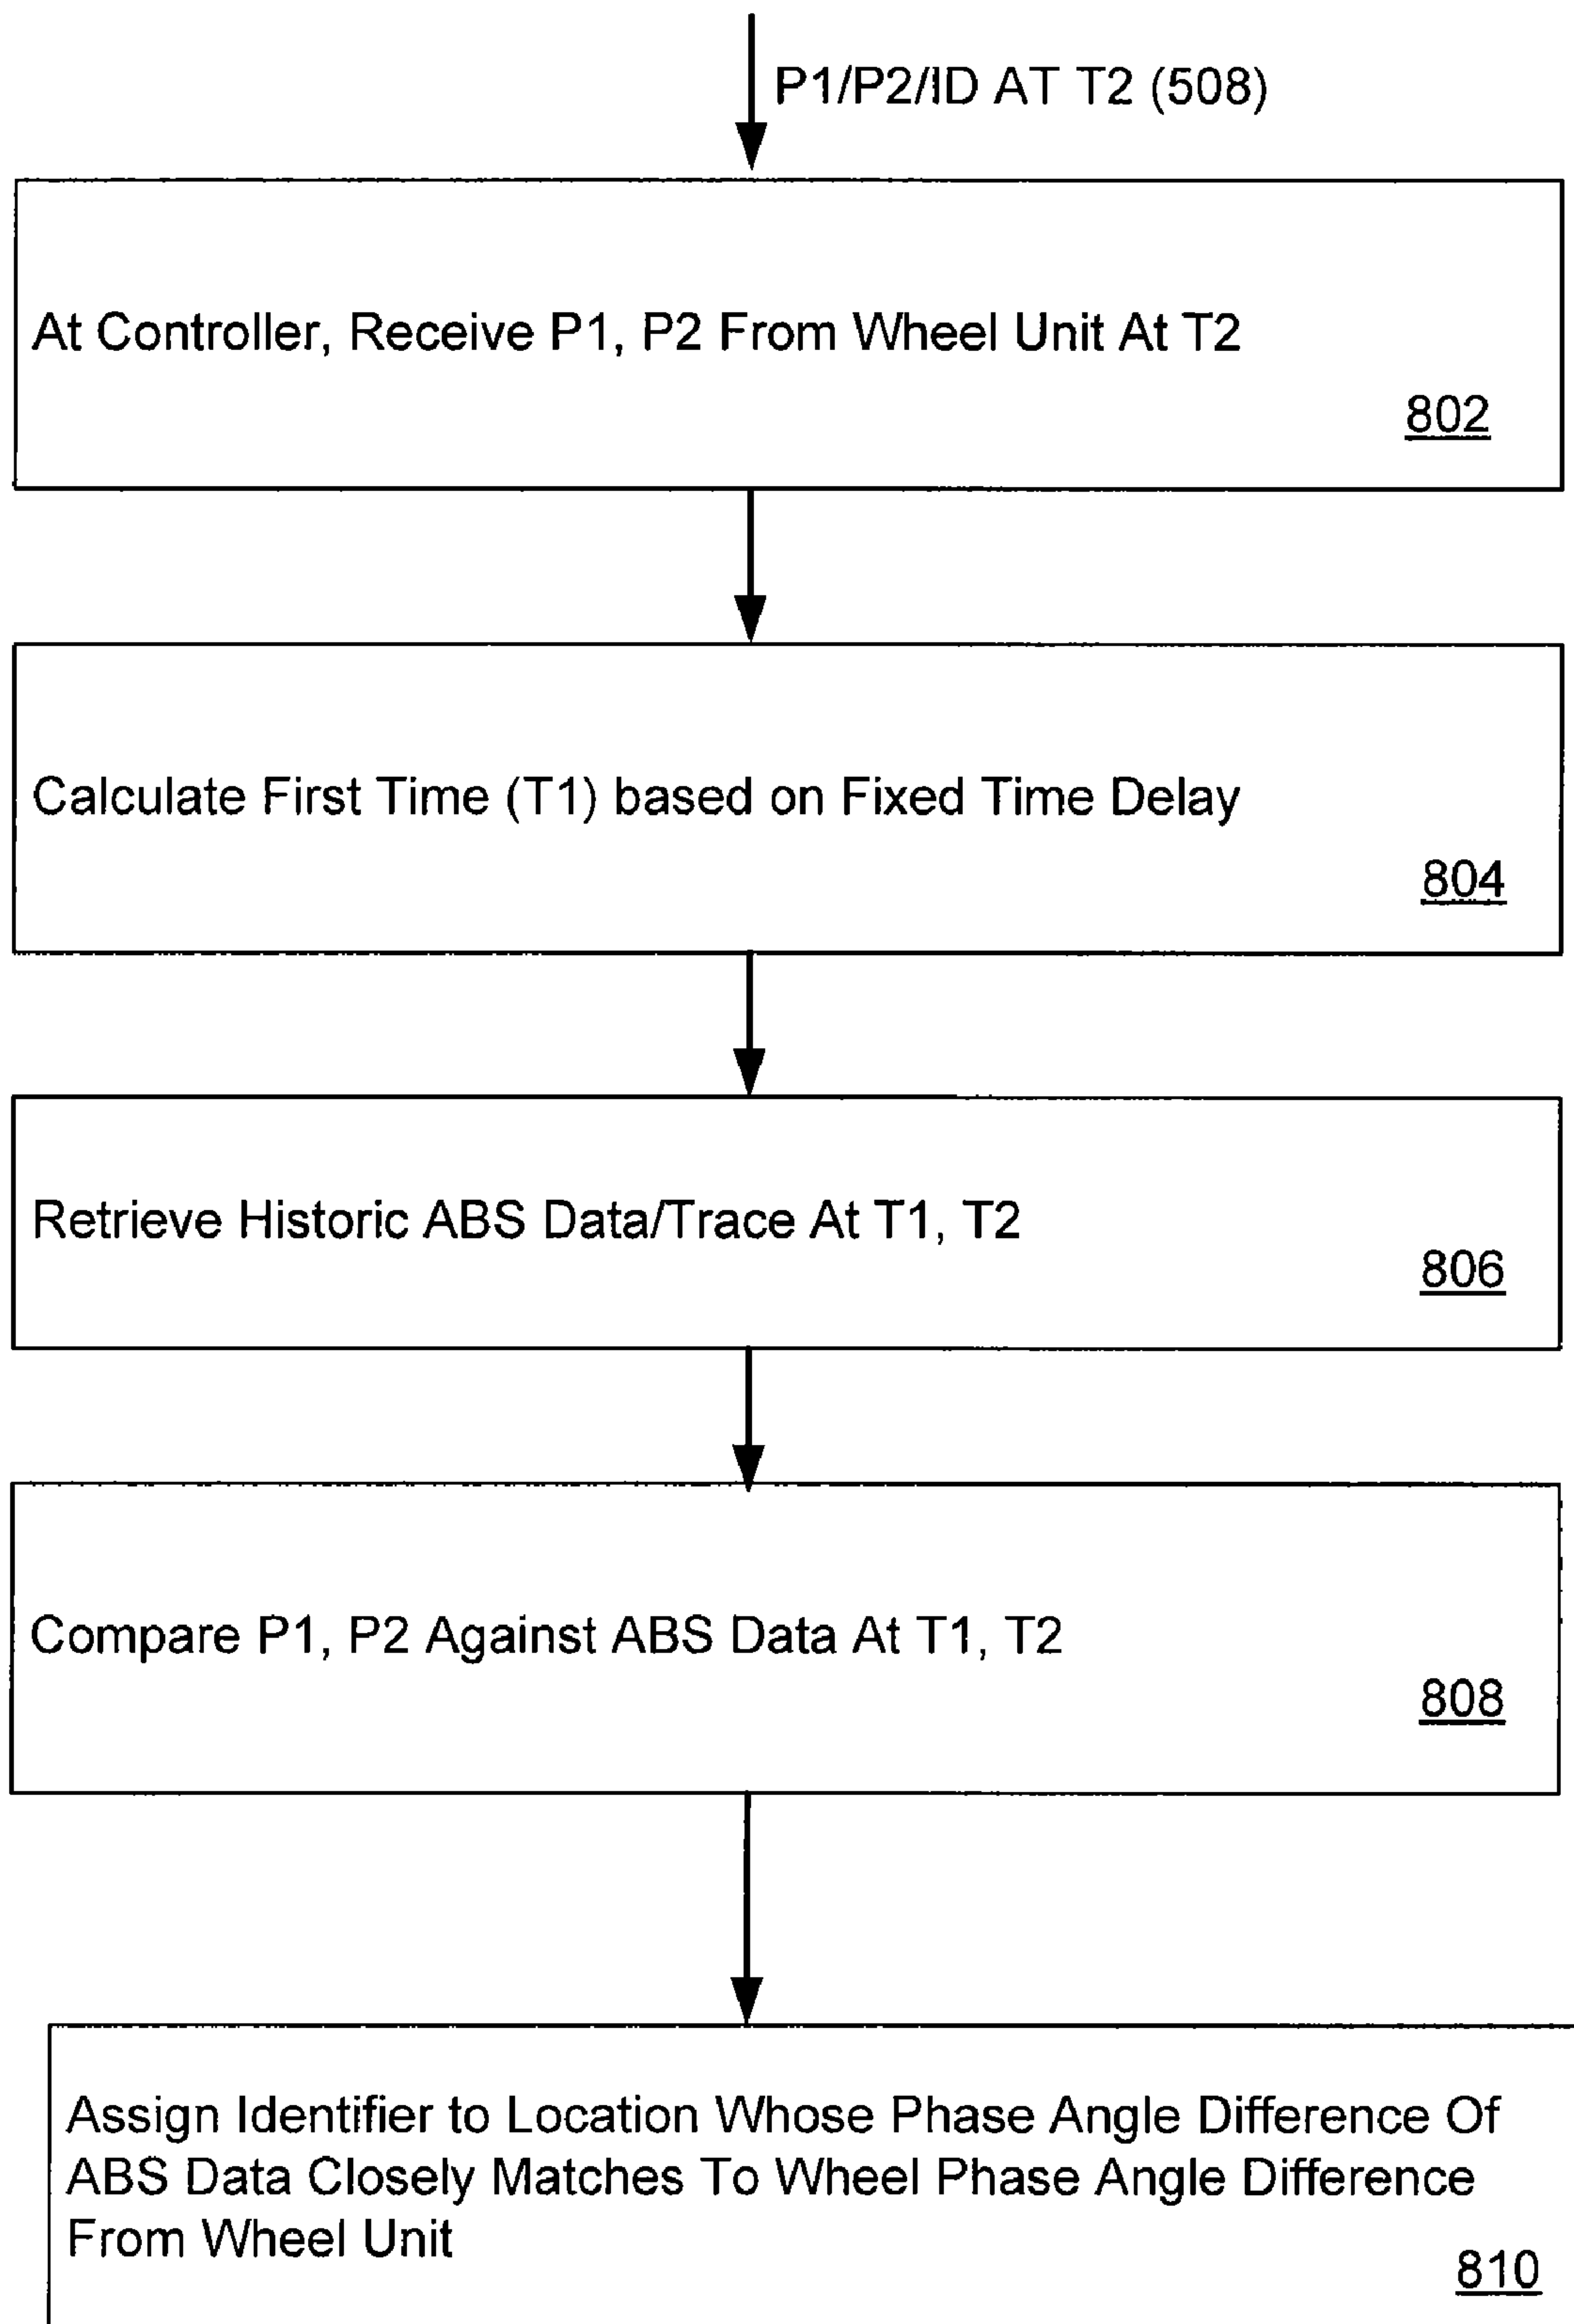 P1/P2/ID AT T2 (508)
At Controller, Receive P1, P2 From Wheel Unit At T2
802
Calculate First Time (T1) based on Fixed Time Delay
804
Retrieve Historic ABS Data/Trace At T1, T2
806
Compare P1, P2 Against ABS Data At T1, T2
808
Assign Identifier to Location Whose Phase Angle Difference Of
ABS Data Closely Matches To Wheel Phase Angle Difference
From Wheel Unit
810